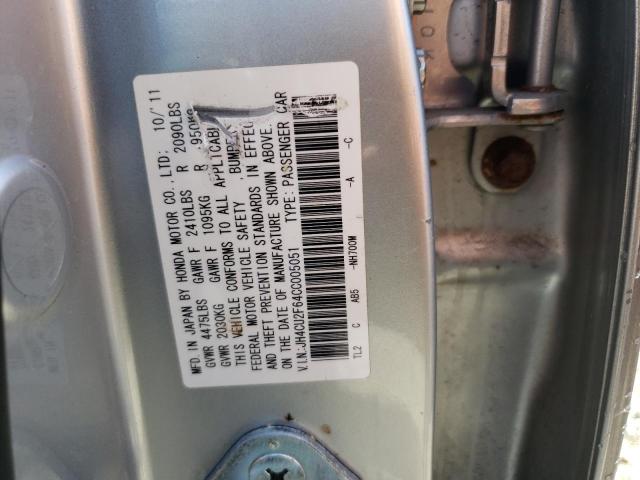 MFD. IN JAPAN BY HONDA MOTOR CO., LTD: 10/'11
GVWR 4475LBS GAWR F 2410LBS R 2090LBS
GVWR 2030KG GAWR F 1095KG R 950KG
THIS VEHICLE CONFORMS TO ALL APPLICABLE
FEDERAL MOTOR VEHICLE SAFETY, BUMPER
AND THEFT PREVENTION STANDARDS IN EFFECT
ON THE DATE OF MANUFACTURE SHOWN ABOVE.
V.I.N.:JH4CU2F64CC005051 TYPE: PASSENGER CAR
TL2 C AB5 -NH700M -A -C